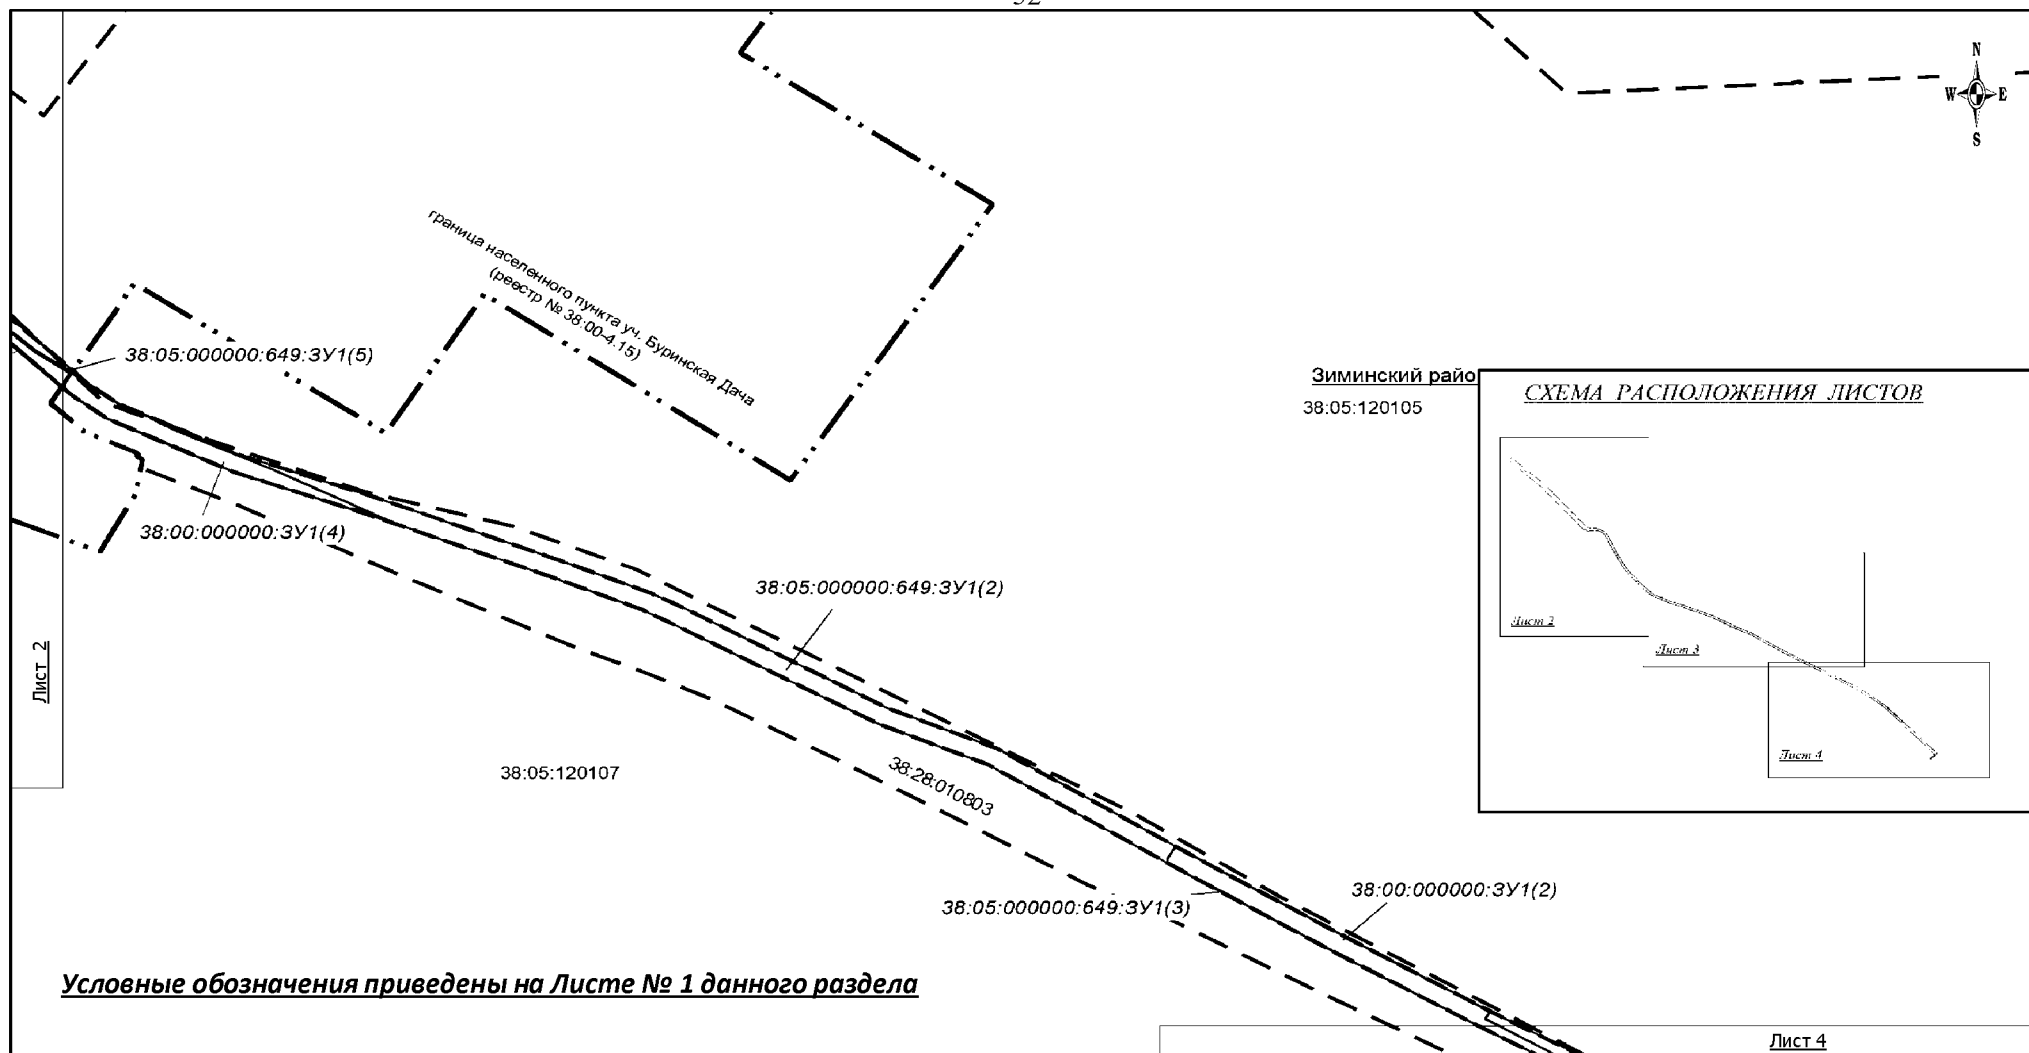 32
N
W E
S
граница населенного пункта уч. Буринская Дача
(реестр № 38:00-4.15)
38:05:000000:649:ЗУ1(5)
Зиминский райо
38:05:120105
СХЕМА РАСПОЛОЖЕНИЯ ЛИСТОВ
Лист 2
Лист 3
Лист 4
38:00:000000:ЗУ1(4)
38:05:000000:649:ЗУ1(2)
Лист 2
38:05:120107
38:28:010803
38:05:000000:649:ЗУ1(3)
38:00:000000:ЗУ1(2)
Условные обозначения приведены на Листе № 1 данного раздела
Лист 4